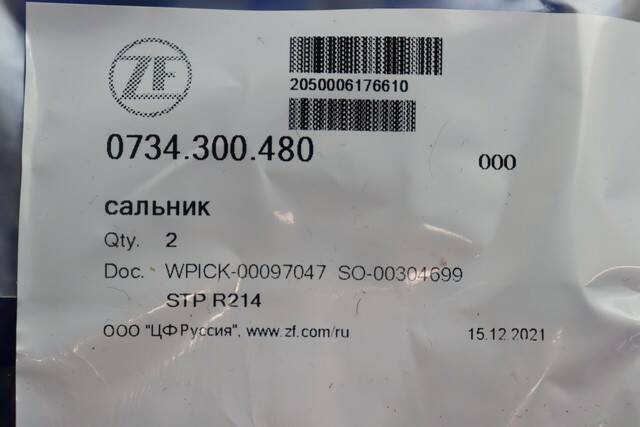 ZF
2050006176610
0734.300.480
000
сальник
Qty. 2
Doc. WPICK-00097047 SO-00304699
STP R214
ООО "ЦФ Руссия", www.zf.com/ru
15.12.2021